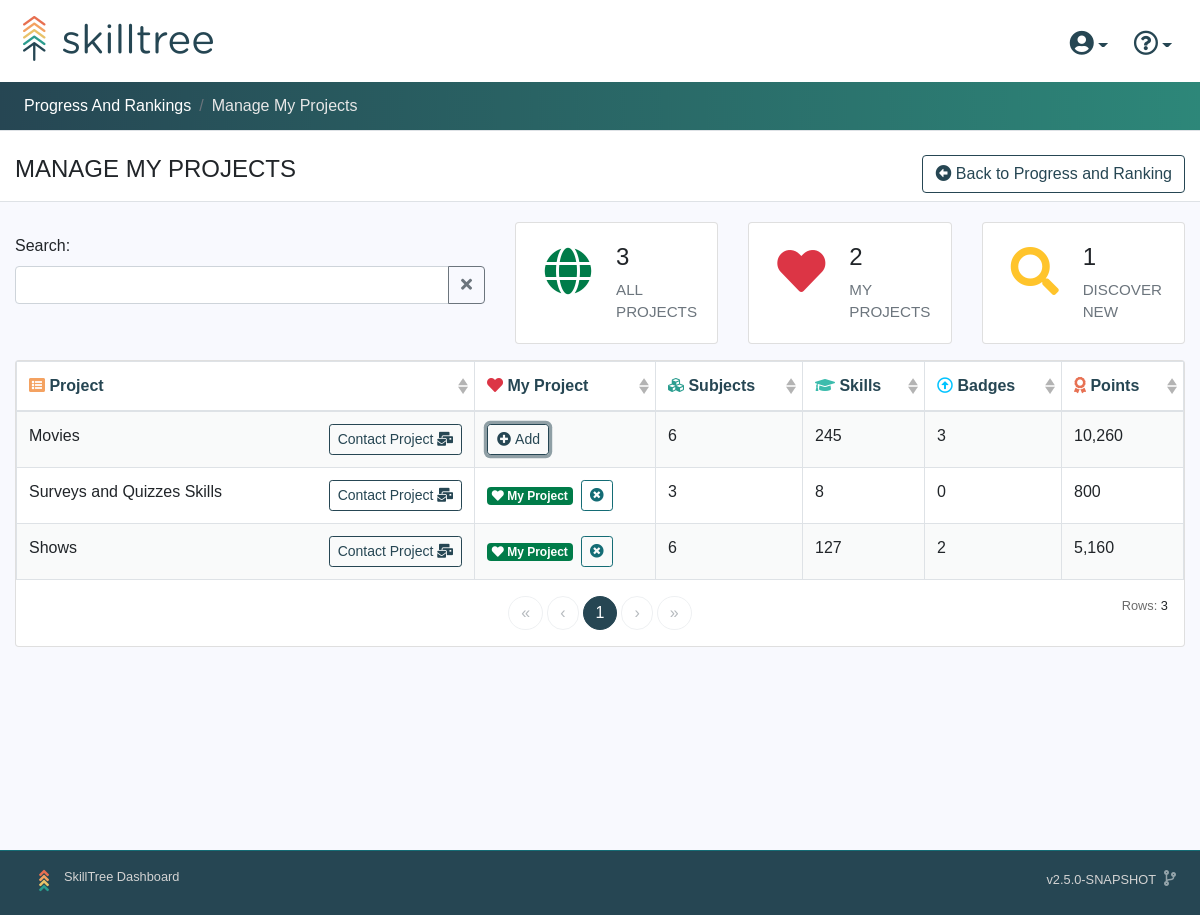 skilltree
Progress And Rankings / Manage My Projects
MANAGE MY PROJECTS
Back to Progress and Ranking
Search:
3
ALL
PROJECTS
2
MY
PROJECTS
1
DISCOVER
NEW
Project My Project Subjects Skills Badges Points
Movies Contact Project Add 6 245 3 10,260
Surveys and Quizzes Skills Contact Project My Project 3 8 0 800
Shows Contact Project My Project 6 127 2 5,160
« ‹ 1 › »
Rows: 3
SkillTree Dashboard
v2.5.0-SNAPSHOT